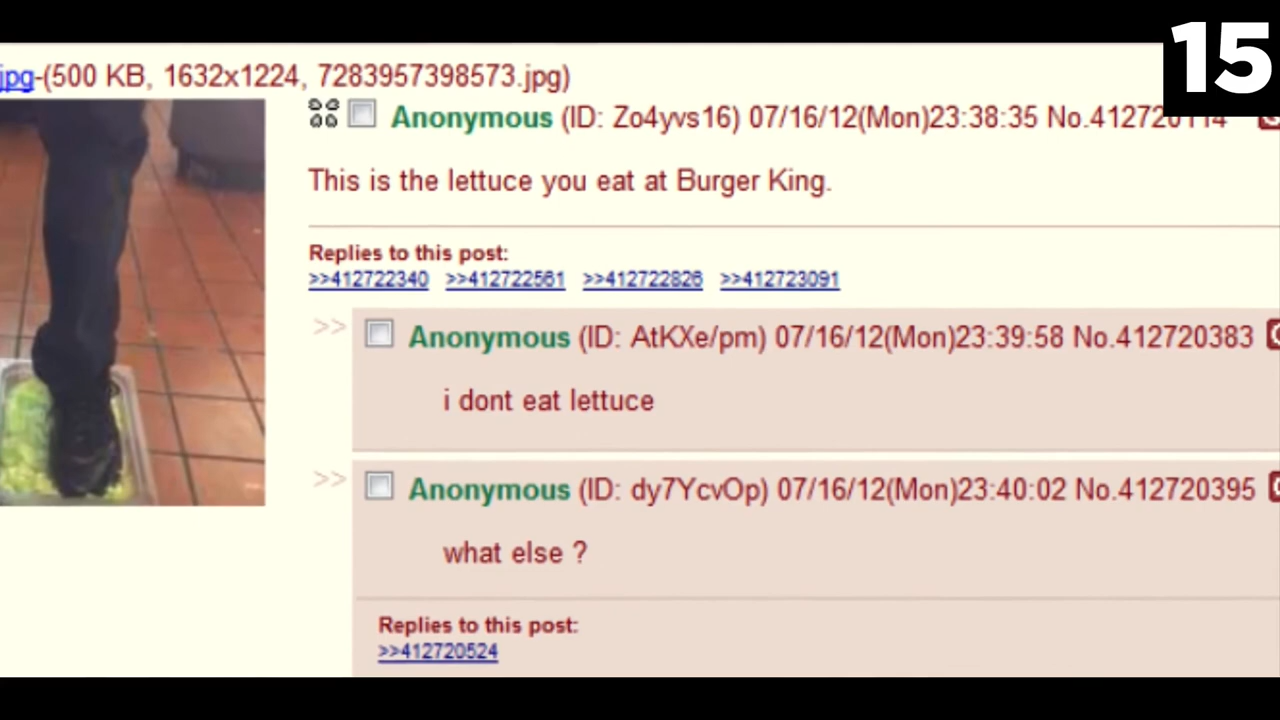 15
jpg-(500 KB, 1632x1224, 7283957398573.jpg)
Anonymous (ID: Zo4yvs16) 07/16/12(Mon)23:38:35 No.412720114
This is the lettuce you eat at Burger King.
Replies to this post:
>>412722340 >>412722561 >>412722826 >>412723091
>> Anonymous (ID: AtKXe/pm) 07/16/12(Mon)23:39:58 No.412720383
i dont eat lettuce
>> Anonymous (ID: dy7YcvOp) 07/16/12(Mon)23:40:02 No.412720395
what else ?
Replies to this post:
>>412720524